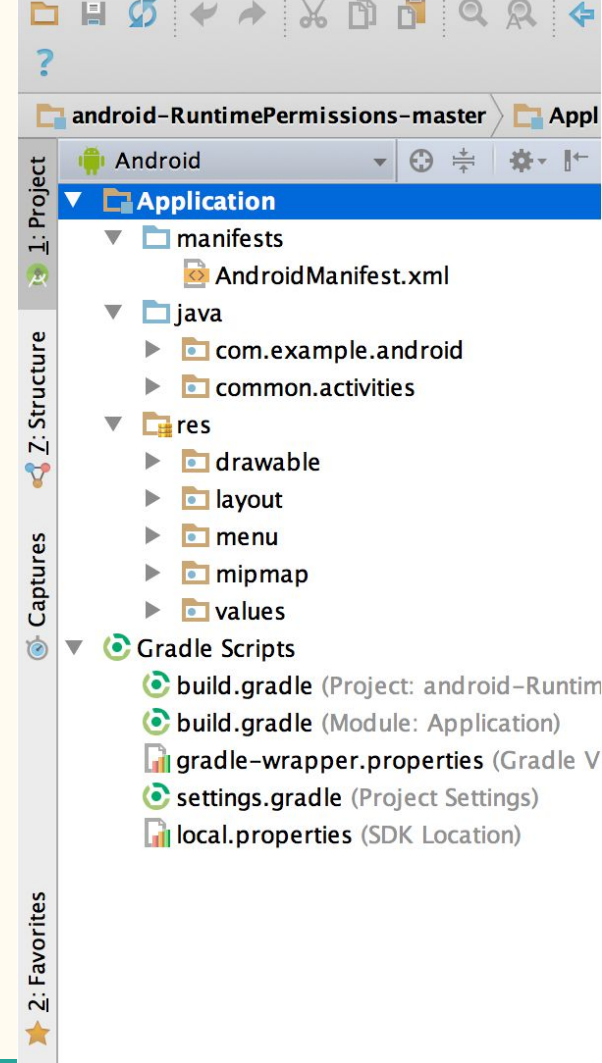 ?
android-RuntimePermissions-master Appl
Android
Application
manifests
AndroidManifest.xml
java
com.example.android
common.activities
res
drawable
layout
menu
mipmap
values
Gradle Scripts
build.gradle (Project: android-Runtim
build.gradle (Module: Application)
gradle-wrapper.properties (Gradle V
settings.gradle (Project Settings)
local.properties (SDK Location)
1: Project
7: Structure
Captures
2: Favorites